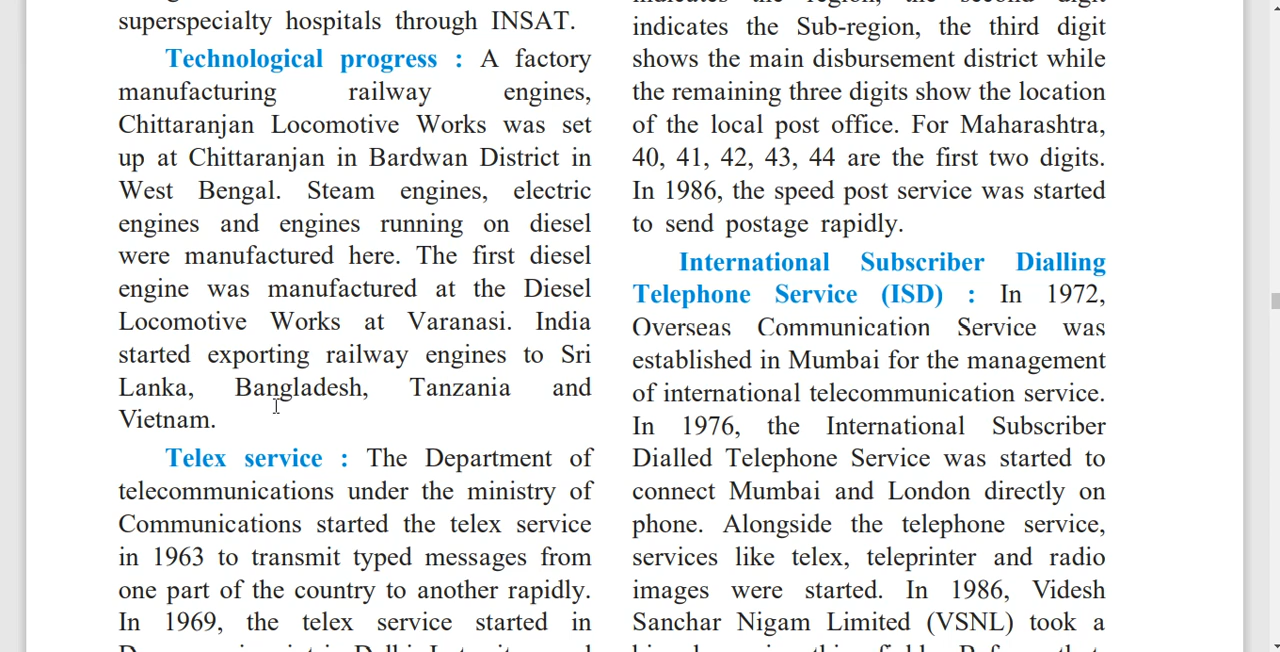 superspecialty hospitals through INSAT.
Technological progress : A factory
manufacturing railway engines,
Chittaranjan Locomotive Works was set
up at Chittaranjan in Bardwan District in
West Bengal. Steam engines, electric
engines and engines running on diesel
were manufactured here. The first diesel
engine was manufactured at the Diesel
Locomotive Works at Varanasi. India
started exporting railway engines to Sri
Lanka, Bangladesh, Tanzania and
Vietnam.
Telex service : The Department of
telecommunications under the ministry of
Communications started the telex service
in 1963 to transmit typed messages from
one part of the country to another rapidly.
In 1969, the telex service started in
indicates the region, the second digit
indicates the Sub-region, the third digit
shows the main disbursement district while
the remaining three digits show the location
of the local post office. For Maharashtra,
40, 41, 42, 43, 44 are the first two digits.
In 1986, the speed post service was started
to send postage rapidly.
International Subscriber Dialling
Telephone Service (ISD) : In 1972,
Overseas Communication Service was
established in Mumbai for the management
of international telecommunication service.
In 1976, the International Subscriber
Dialled Telephone Service was started to
connect Mumbai and London directly on
phone. Alongside the telephone service,
services like telex, teleprinter and radio
images were started. In 1986, Videsh
Sanchar Nigam Limited (VSNL) took a